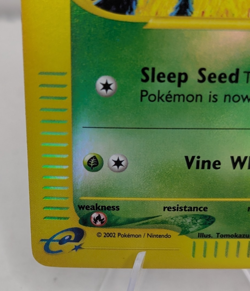 Sleep Seed
Pokémon is now
Vine
weakness resistance
© 2002 Pokémon / Nintendo Illus. Tomokazu